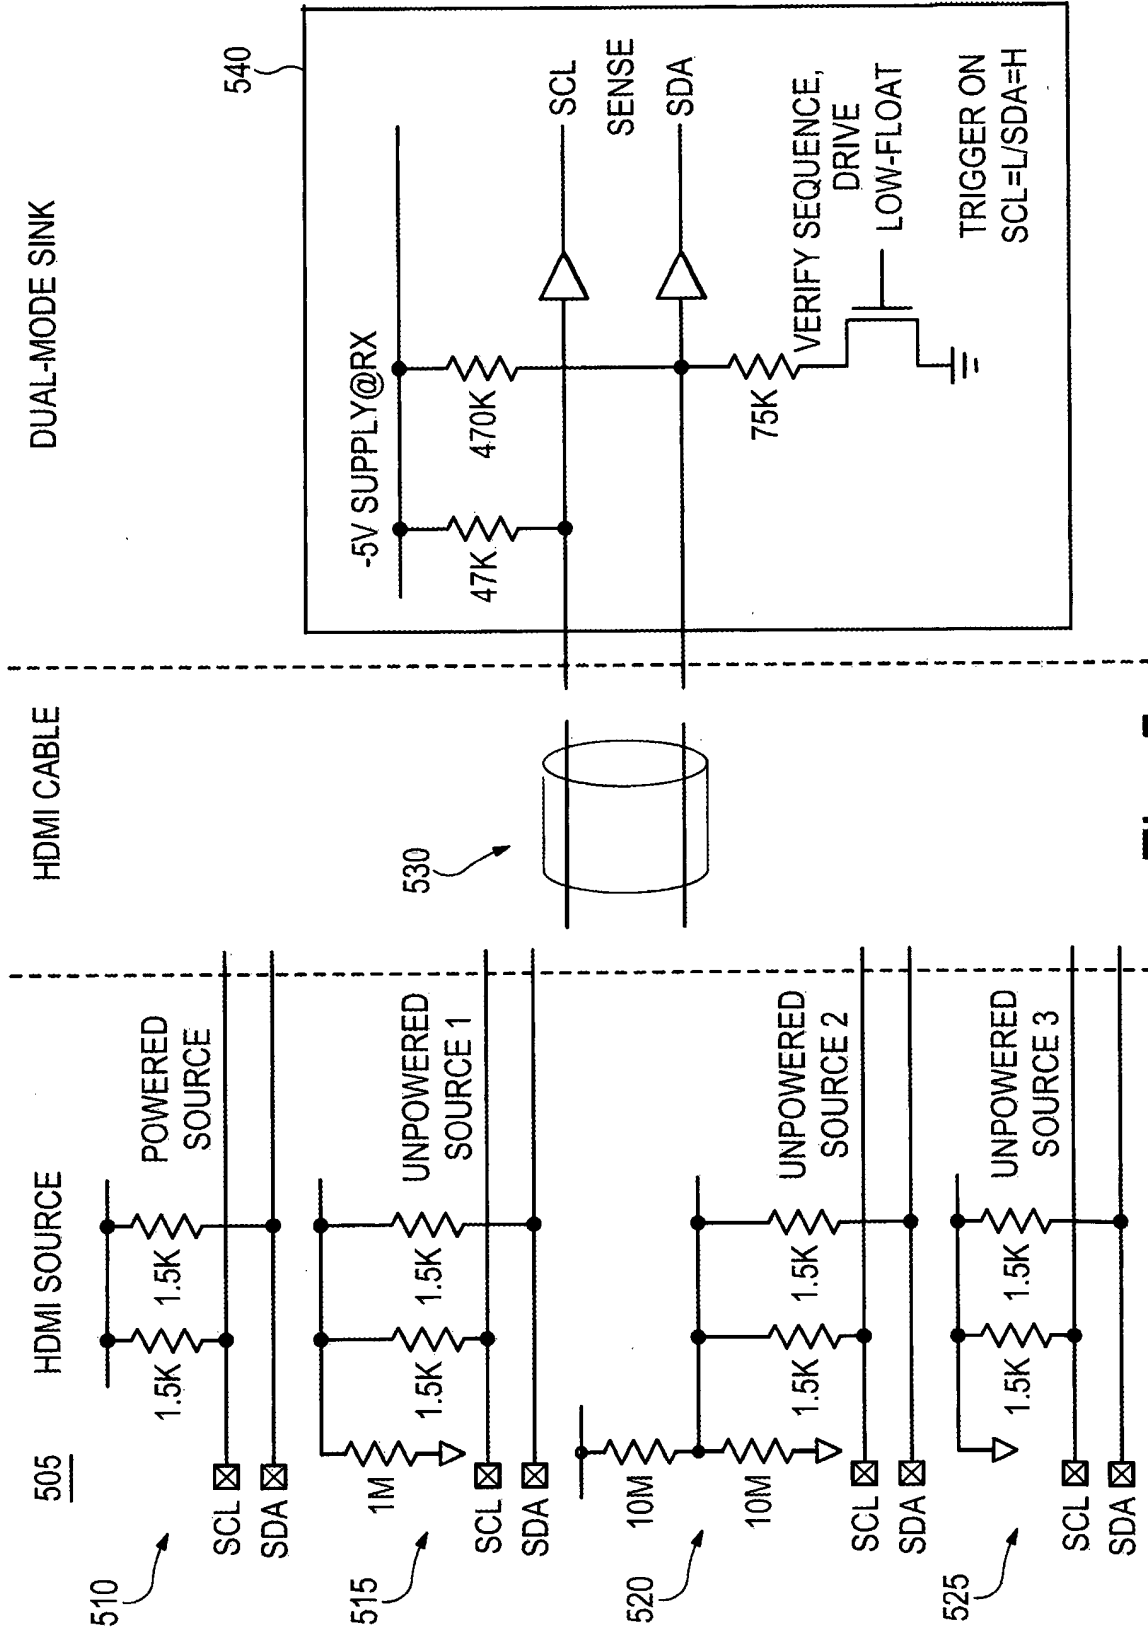 505
HDMI SOURCE
HDMI CABLE
DUAL-MODE SINK
510
1.5K
1.5K
POWERED
SOURCE
SCL
SDA
515
1M
1.5K
1.5K
UNPOWERED
SOURCE 1
SCL
SDA
520
10M
10M
1.5K
1.5K
UNPOWERED
SOURCE 2
SCL
SDA
525
1.5K
1.5K
UNPOWERED
SOURCE 3
SCL
SDA
530
540
-5V SUPPLY@RX
47K
470K
SCL
SENSE
SDA
75K
VERIFY SEQUENCE,
DRIVE
LOW-FLOAT
TRIGGER ON
SCL=L/SDA=H